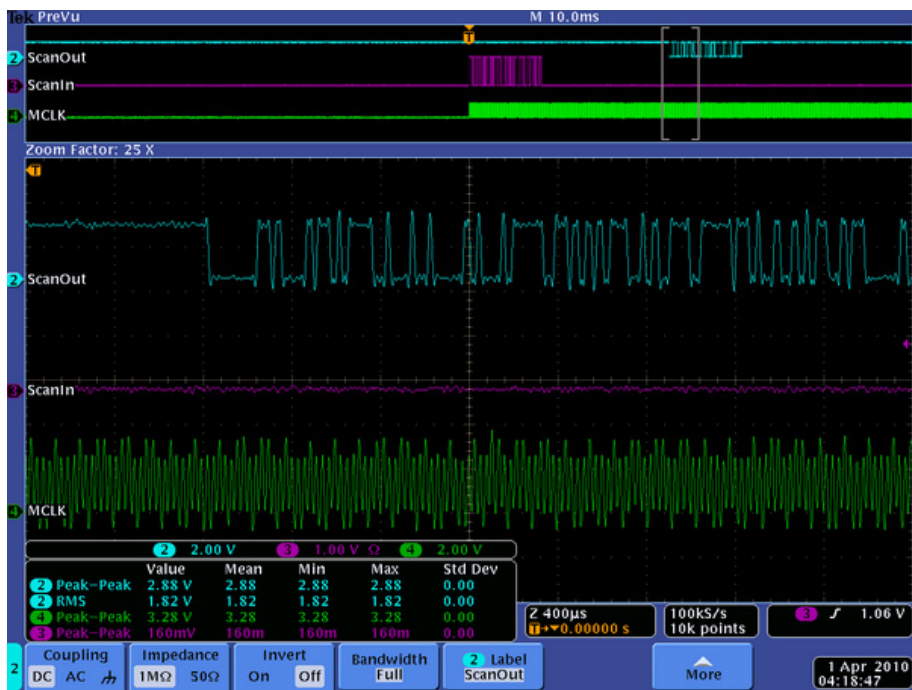 Tek PreVu M 10.0ms
T
2 ScanOut
3 ScanIn
4 MCLK
Zoom Factor: 25 X
T
2 ScanOut
3 ScanIn
4 MCLK
2 2.00 V 3 1.00 V Ω 4 2.00 V
Value Mean Min Max Std Dev
2 Peak-Peak 2.88 V 2.88 2.88 2.88 0.00
2 RMS 1.82 V 1.82 1.82 1.82 0.00
4 Peak-Peak 3.28 V 3.28 3.28 3.28 0.00
3 Peak-Peak 160mV 160m 160m 160m 0.00
Z 400µs
T→▼0.00000 s
100kS/s
10k points
3 ƒ 1.06 V
2
Coupling
DC AC
Impedance
1MΩ 50Ω
Invert
On Off
Bandwidth
Full
2 Label
ScanOut
More
1 Apr 2010
04:18:47